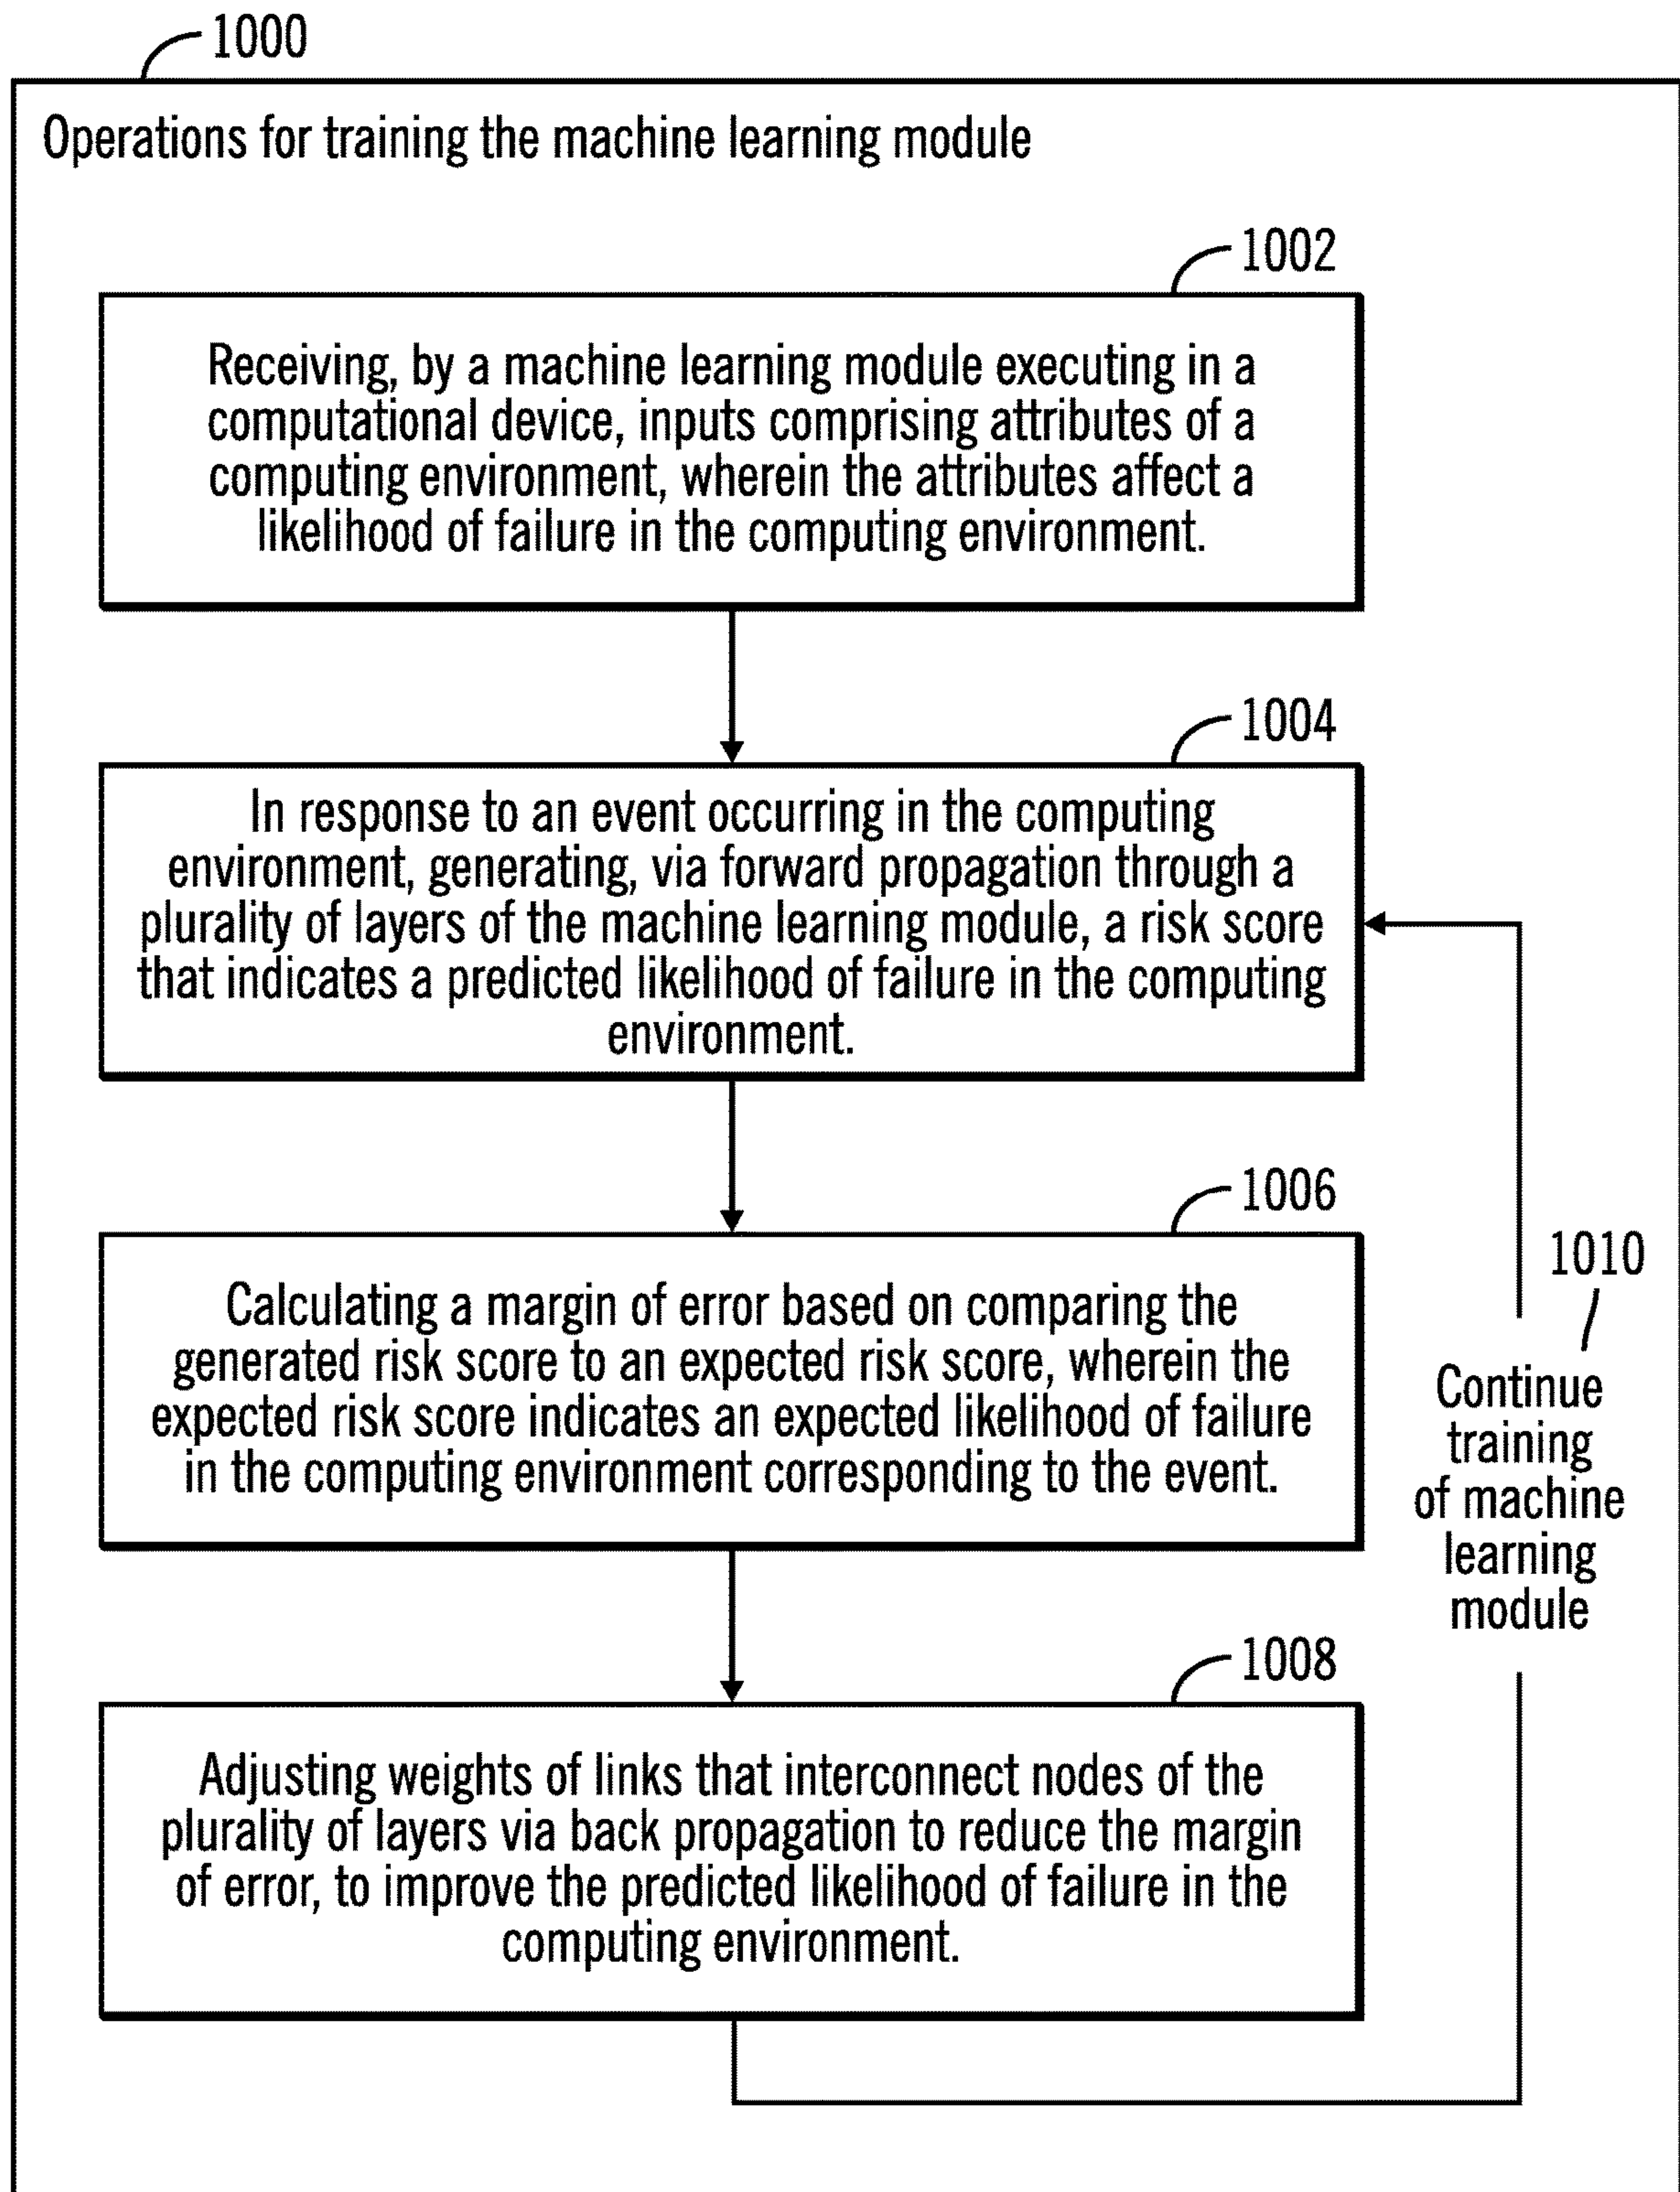 1000
Operations for training the machine learning module
1002
Receiving, by a machine learning module executing in a
computational device, inputs comprising attributes of a
computing environment, wherein the attributes affect a
likelihood of failure in the computing environment.
1004
In response to an event occurring in the computing
environment, generating, via forward propagation through a
plurality of layers of the machine learning module, a risk score
that indicates a predicted likelihood of failure in the computing
environment.
1006
Calculating a margin of error based on comparing the
generated risk score to an expected risk score, wherein the
expected risk score indicates an expected likelihood of failure
in the computing environment corresponding to the event.
1010
Continue
training
of machine
learning
module
1008
Adjusting weights of links that interconnect nodes of the
plurality of layers via back propagation to reduce the margin
of error, to improve the predicted likelihood of failure in the
computing environment.